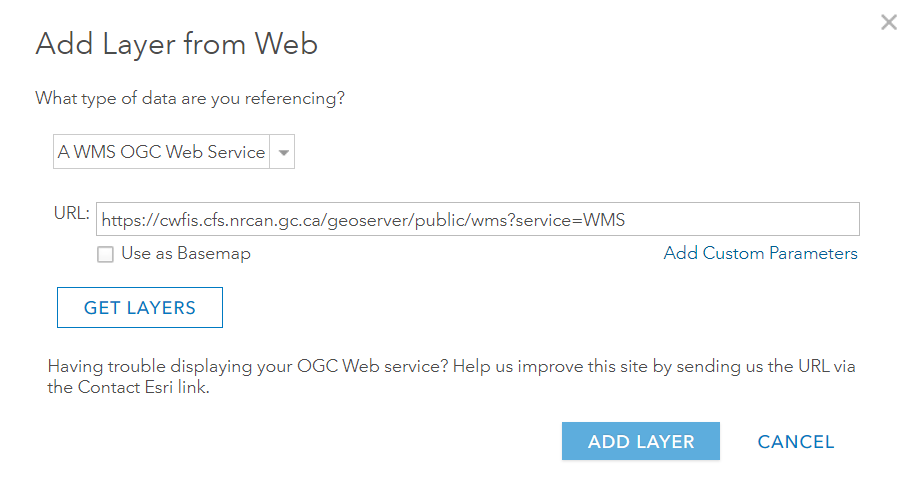 Add Layer from Web
What type of data are you referencing?
A WMS OGC Web Service
URL: https://cwfis.cfs.nrcan.gc.ca/geoserver/public/wms?service=WMS
Use as Basemap Add Custom Parameters
GET LAYERS
Having trouble displaying your OGC Web service? Help us improve this site by sending us the URL via
the Contact Esri link.
ADD LAYER CANCEL